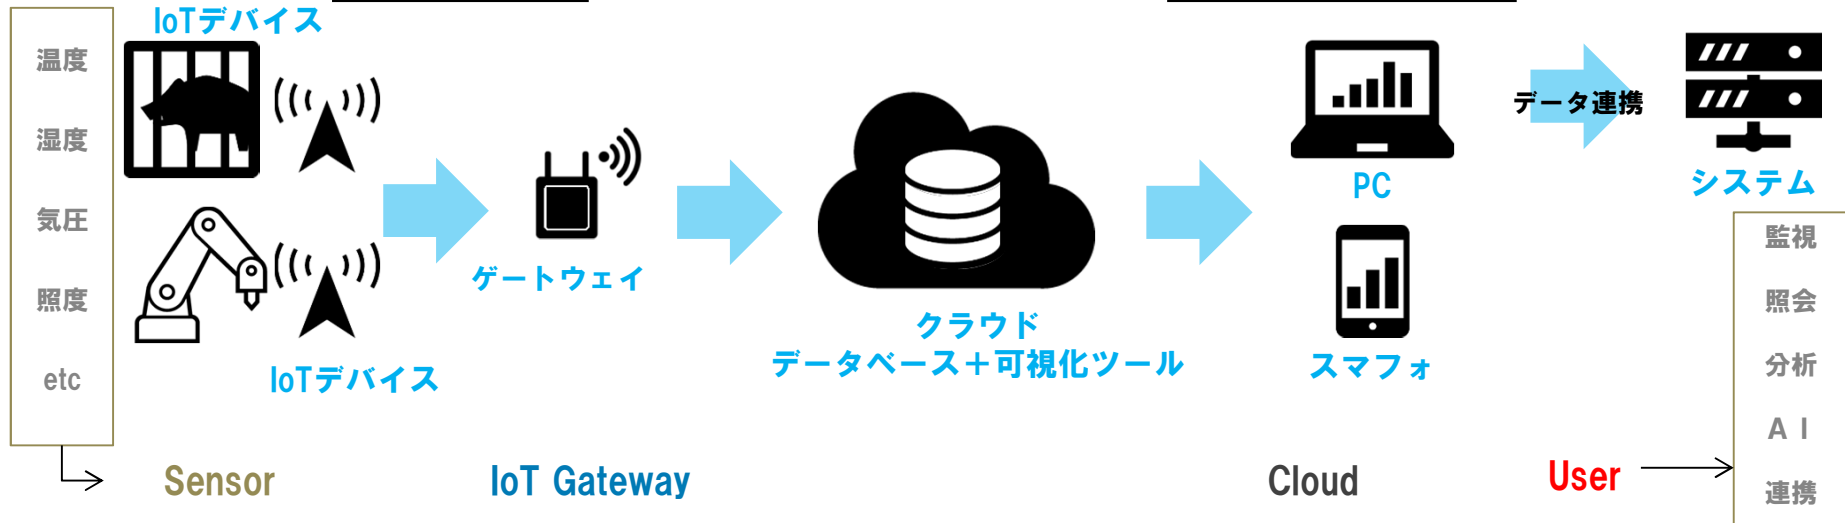 温度
湿度
気圧
照度
etc
IoTデバイス
IoTデバイス
ゲートウェイ
クラウド
データベース＋可視化ツール
PC
スマフォ
データ連携
システム
監視
照会
分析
ＡＩ
連携
Sensor
IoT Gateway
Cloud
User